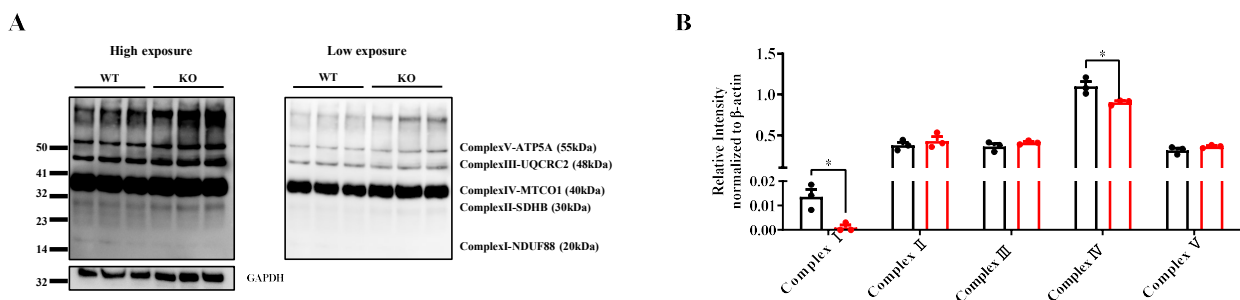 A
High exposure
Low exposure
WT
KO
WT
KO
50
41
32
23
14
32
GAPDH
ComplexV-ATP5A (55kDa)
ComplexIII-UQCRC2 (48kDa)
ComplexIV-MTCO1 (40kDa)
ComplexII-SDHB (30kDa)
ComplexI-NDUF88 (20kDa)
B
Relative Intensity
normalized to β-actin
1.5
1.0
0.5
0.02
0.01
0.00
*
*
Complex Ⅰ
Complex Ⅱ
Complex Ⅲ
Complex Ⅳ
Complex Ⅴ